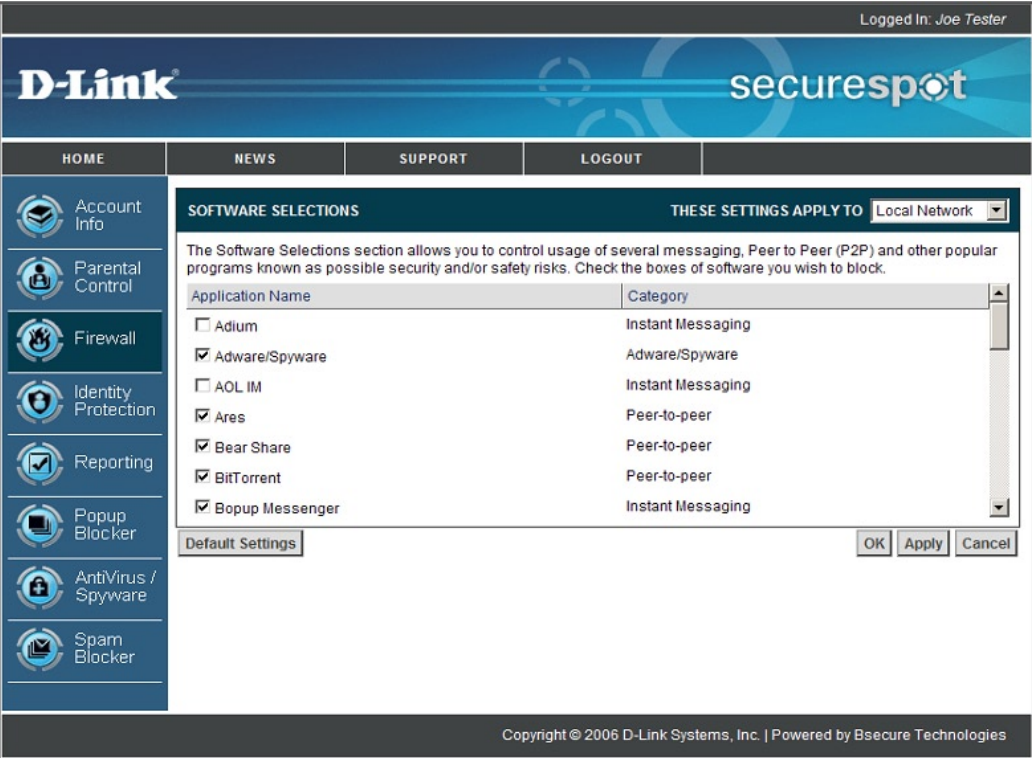 Logged In: Joe Tester
D-Link
securespot
HOME NEWS SUPPORT LOGOUT
Account
Info
Parental
Control
Firewall
Identity
Protection
Reporting
Popup
Blocker
AntiVirus /
Spyware
Spam
Blocker
SOFTWARE SELECTIONS THESE SETTINGS APPLY TO Local Network
The Software Selections section allows you to control usage of several messaging, Peer to Peer (P2P) and other popular
programs known as possible security and/or safety risks. Check the boxes of software you wish to block.
Application Name Category
Adium Instant Messaging
Adware/Spyware Adware/Spyware
AOL IM Instant Messaging
Ares Peer-to-peer
Bear Share Peer-to-peer
BitTorrent Peer-to-peer
Bopup Messenger Instant Messaging
Default Settings OK Apply Cancel
Copyright © 2006 D-Link Systems, Inc. | Powered by Bsecure Technologies